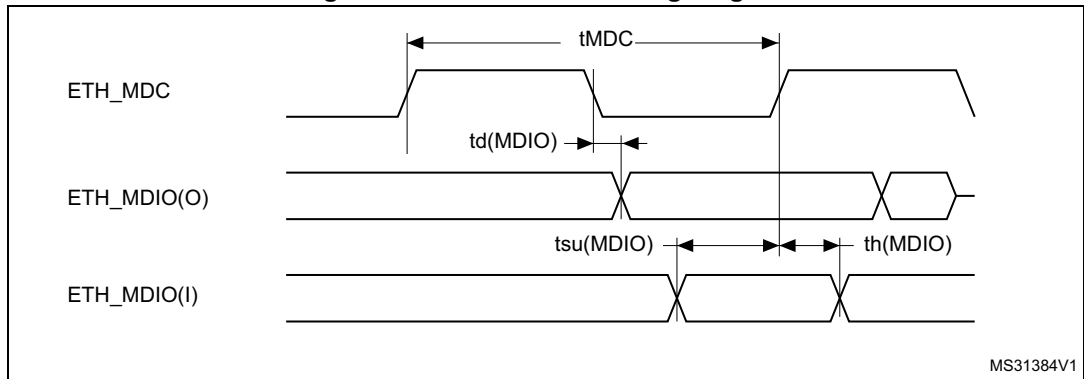 tMDC
ETH_MDC
td(MDIO)
ETH_MDIO(O)
tsu(MDIO) th(MDIO)
ETH_MDIO(I)
MS31384V1